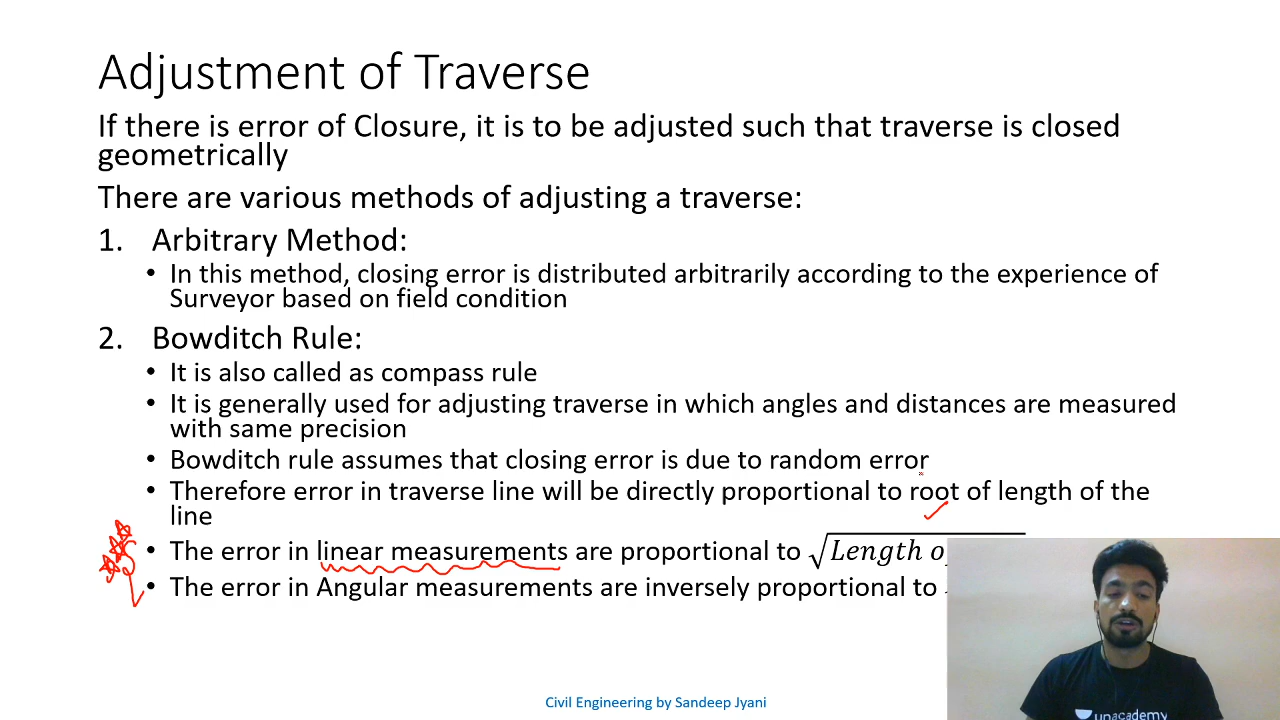 Adjustment of Traverse
If there is error of Closure, it is to be adjusted such that traverse is closed
geometrically
There are various methods of adjusting a traverse:
1. Arbitrary Method:
• In this method, closing error is distributed arbitrarily according to the experience of
Surveyor based on field condition
2. Bowditch Rule:
• It is also called as compass rule
• It is generally used for adjusting traverse in which angles and distances are measured
with same precision
• Bowditch rule assumes that closing error is due to random error
• Therefore error in traverse line will be directly proportional to root of length of the
line
• The error in linear measurements are proportional to √Length
• The error in Angular measurements are inversely proportional to
Civil Engineering by Sandeep Jyani
unacademy